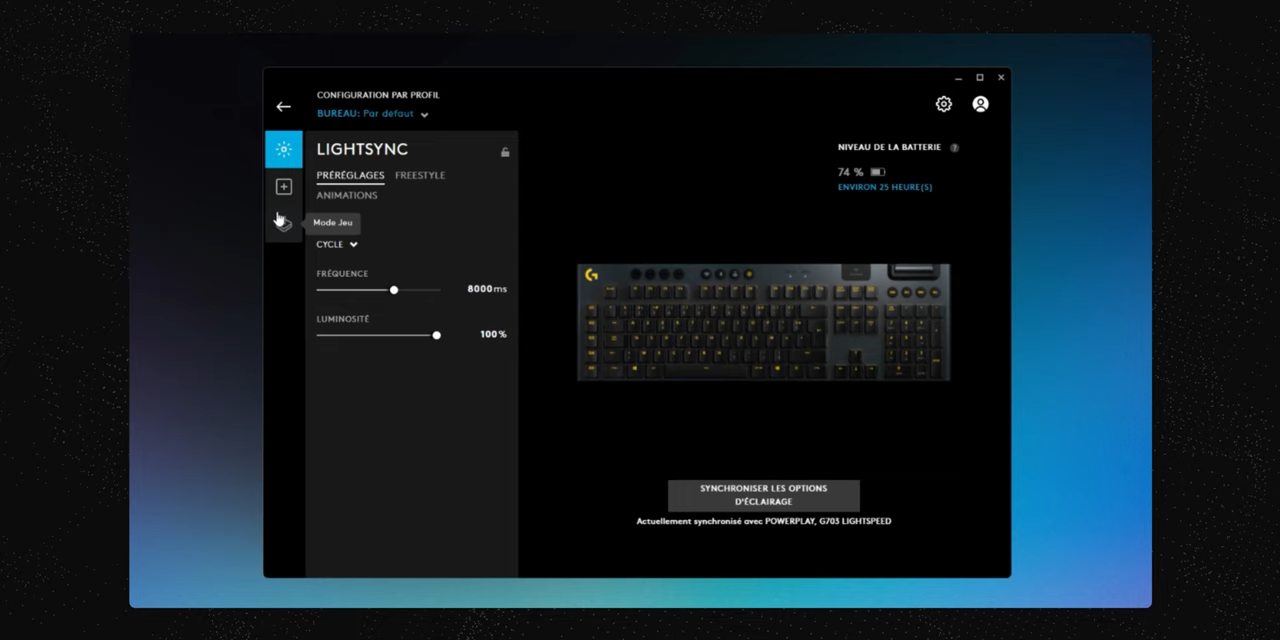 CONFIGURATION PAR PROFIL
BUREAU: Par défaut
LIGHTSYNC
PRÉRÉGLAGES FREESTYLE
ANIMATIONS
Mode Jeu
CYCLE
FRÉQUENCE
8000ms
LUMINOSITÉ
100%
NIVEAU DE LA BATTERIE ?
74 %
ENVIRON 25 HEURE(S)
SYNCHRONISER LES OPTIONS
D'ÉCLAIRAGE
Actuellement synchronisé avec POWERPLAY, G703 LIGHTSPEED